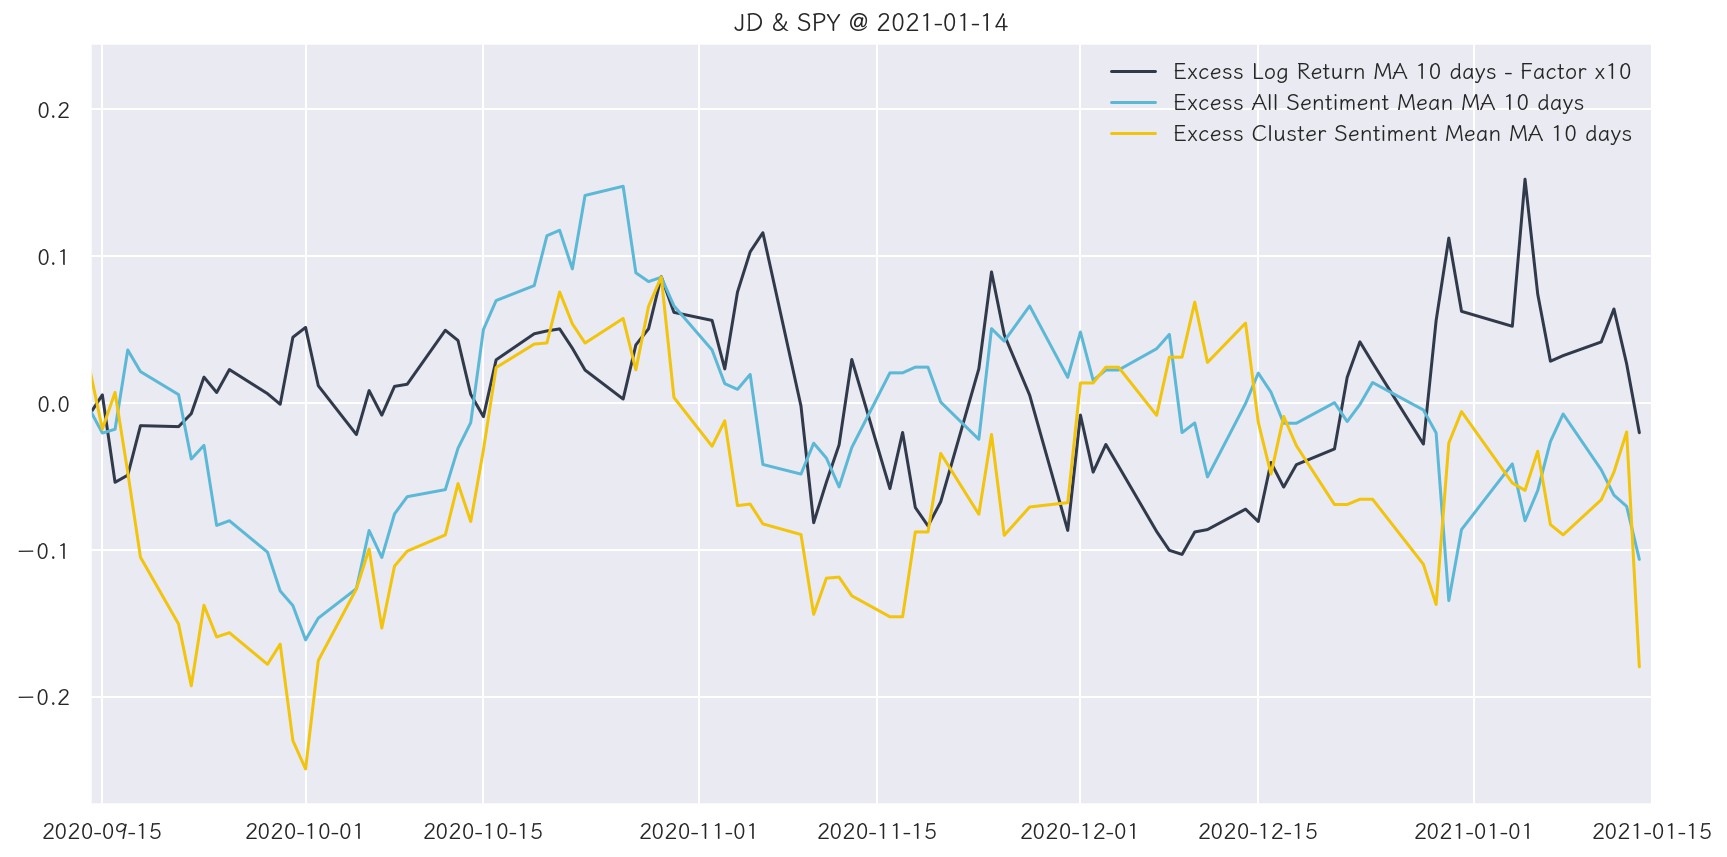 JD & SPY @ 2021-01-14
Excess Log Return MA 10 days - Factor x10
Excess All Sentiment Mean MA 10 days
Excess Cluster Sentiment Mean MA 10 days
0.2
0.1
0.0
−0.1
−0.2
2020-09-15 2020-10-01 2020-10-15 2020-11-01 2020-11-15 2020-12-01 2020-12-15 2021-01-01 2021-01-15